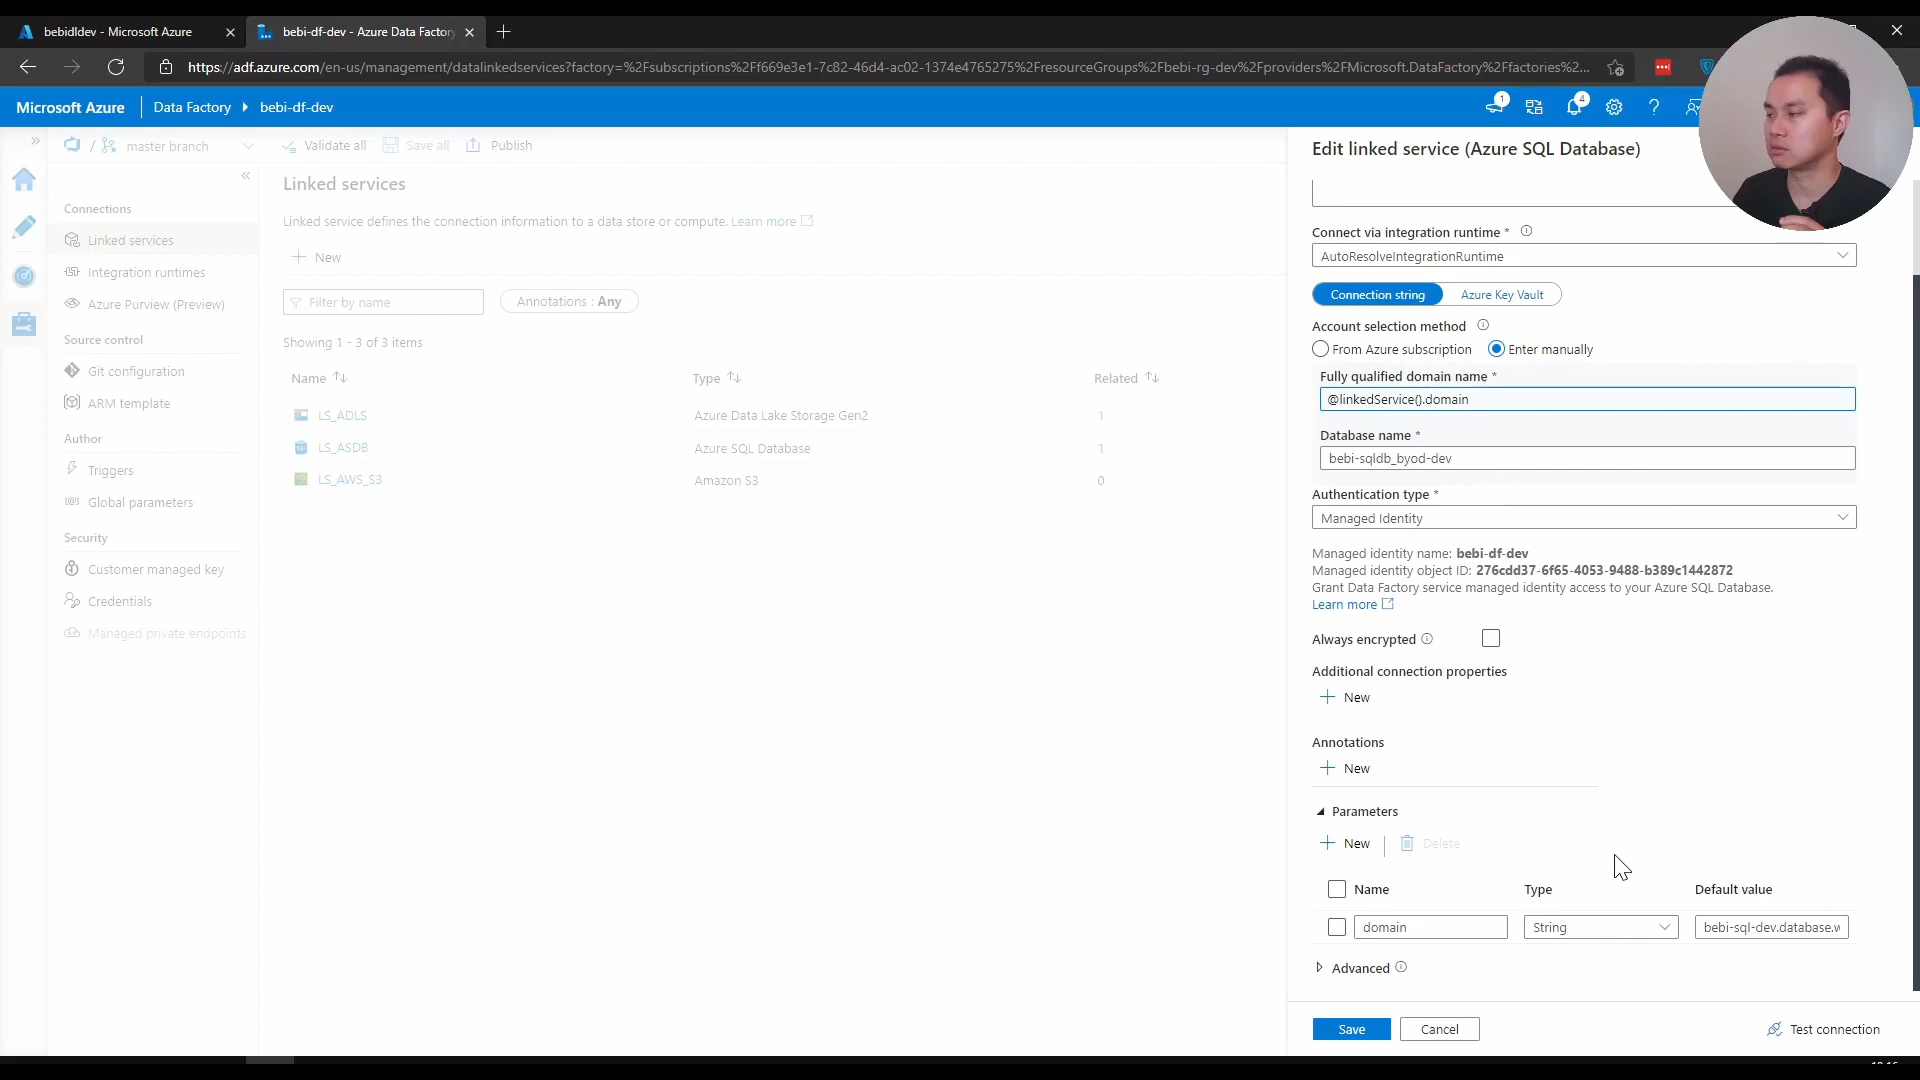 bebidldev - Microsoft Azure
bebi-df-dev - Azure Data Factory
https://adf.azure.com/en-us/management/datalinkedservices?factory=%2Fsubscriptions%2Ff669e3e1-7c82-46d4-ac02-1374e4765275%2FresourceGroups%2Fbebi-rg-dev%2Fproviders%2FMicrosoft.DataFactory%2Ffactories%2...
Microsoft Azure
Data Factory
bebi-df-dev
1
4
/ master branch
Validate all
Save all
Publish
Connections
Linked services
Integration runtimes
Azure Purview (Preview)
Source control
Git configuration
ARM template
Author
Triggers
Global parameters
Security
Customer managed key
Credentials
Managed private endpoints
Linked services
Linked service defines the connection information to a data store or compute. Learn more
New
Filter by name
Annotations : Any
Showing 1 - 3 of 3 items
Name Type Related
LS_ADLS Azure Data Lake Storage Gen2 1
LS_ASDB Azure SQL Database 1
LS_AWS_S3 Amazon S3 0
Edit linked service (Azure SQL Database)
Connect via integration runtime *
AutoResolveIntegrationRuntime
Connection string Azure Key Vault
Account selection method
From Azure subscription Enter manually
Fully qualified domain name *
@linkedService().domain
Database name *
bebi-sqldb_byod-dev
Authentication type *
Managed Identity
Managed identity name: bebi-df-dev
Managed identity object ID: 276cdd37-6f65-4053-9488-b389c1442872
Grant Data Factory service managed identity access to your Azure SQL Database.
Learn more
Always encrypted
Additional connection properties
New
Annotations
New
Parameters
New Delete
Name Type Default value
domain String bebi-sql-dev.database.w
Advanced
Save Cancel Test connection